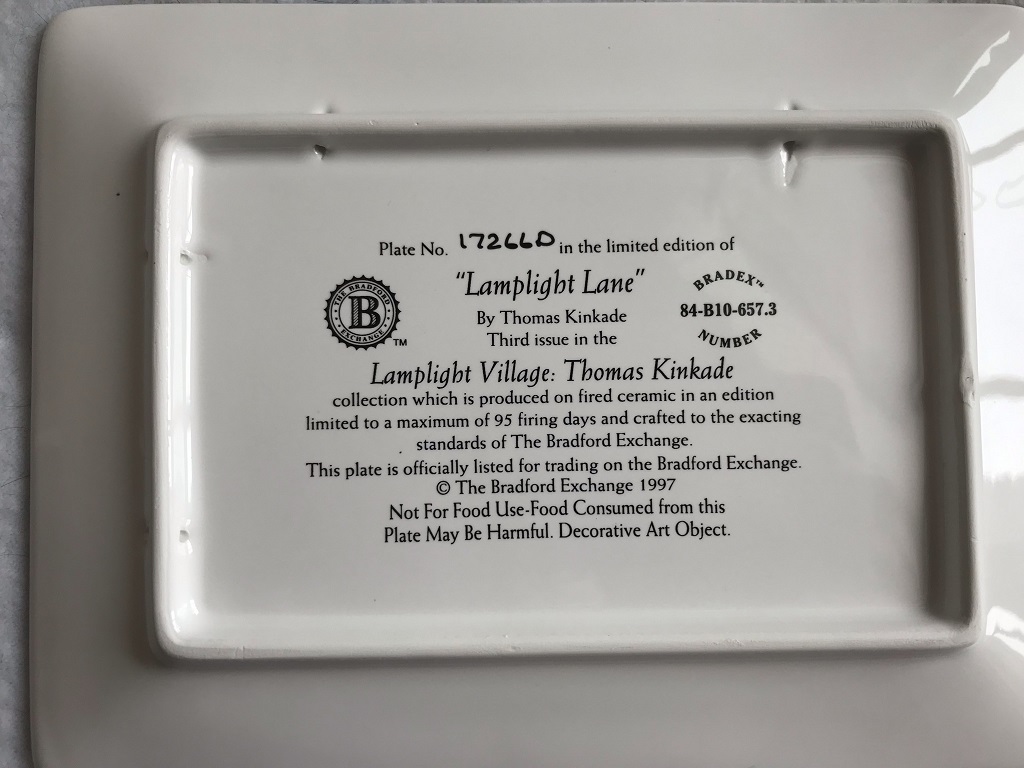 Plate No. 17266D in the limited edition of
"Lamplight Lane"
THE BRADFORD EXCHANGE
B
TM
By Thomas Kinkade
Third issue in the
BRADEX™
84-B10-657.3
NUMBER
Lamplight Village: Thomas Kinkade
collection which is produced on fired ceramic in an edition
limited to a maximum of 95 firing days and crafted to the exacting
standards of The Bradford Exchange.
This plate is officially listed for trading on the Bradford Exchange.
© The Bradford Exchange 1997
Not For Food Use-Food Consumed from this
Plate May Be Harmful. Decorative Art Object.